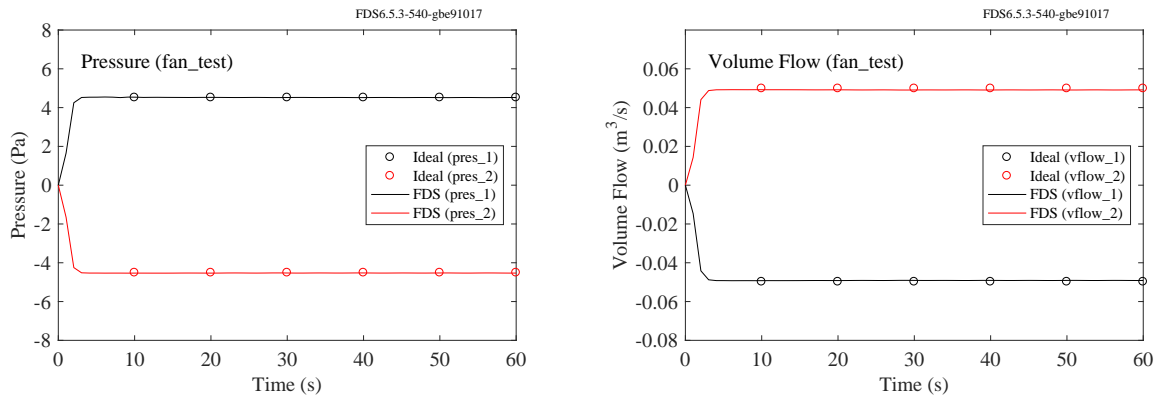 FDS6.5.3-540-gbe91017
Pressure (fan_test)
8
6
4
2
0
-2
-4
-6
-8
Pressure (Pa)
Ideal (pres_1)
Ideal (pres_2)
FDS (pres_1)
FDS (pres_2)
0 10 20 30 40 50 60
Time (s)
FDS6.5.3-540-gbe91017
Volume Flow (fan_test)
0.06
0.04
0.02
0
-0.02
-0.04
-0.06
-0.08
Volume Flow (m³/s)
Ideal (vflow_1)
Ideal (vflow_2)
FDS (vflow_1)
FDS (vflow_2)
0 10 20 30 40 50 60
Time (s)